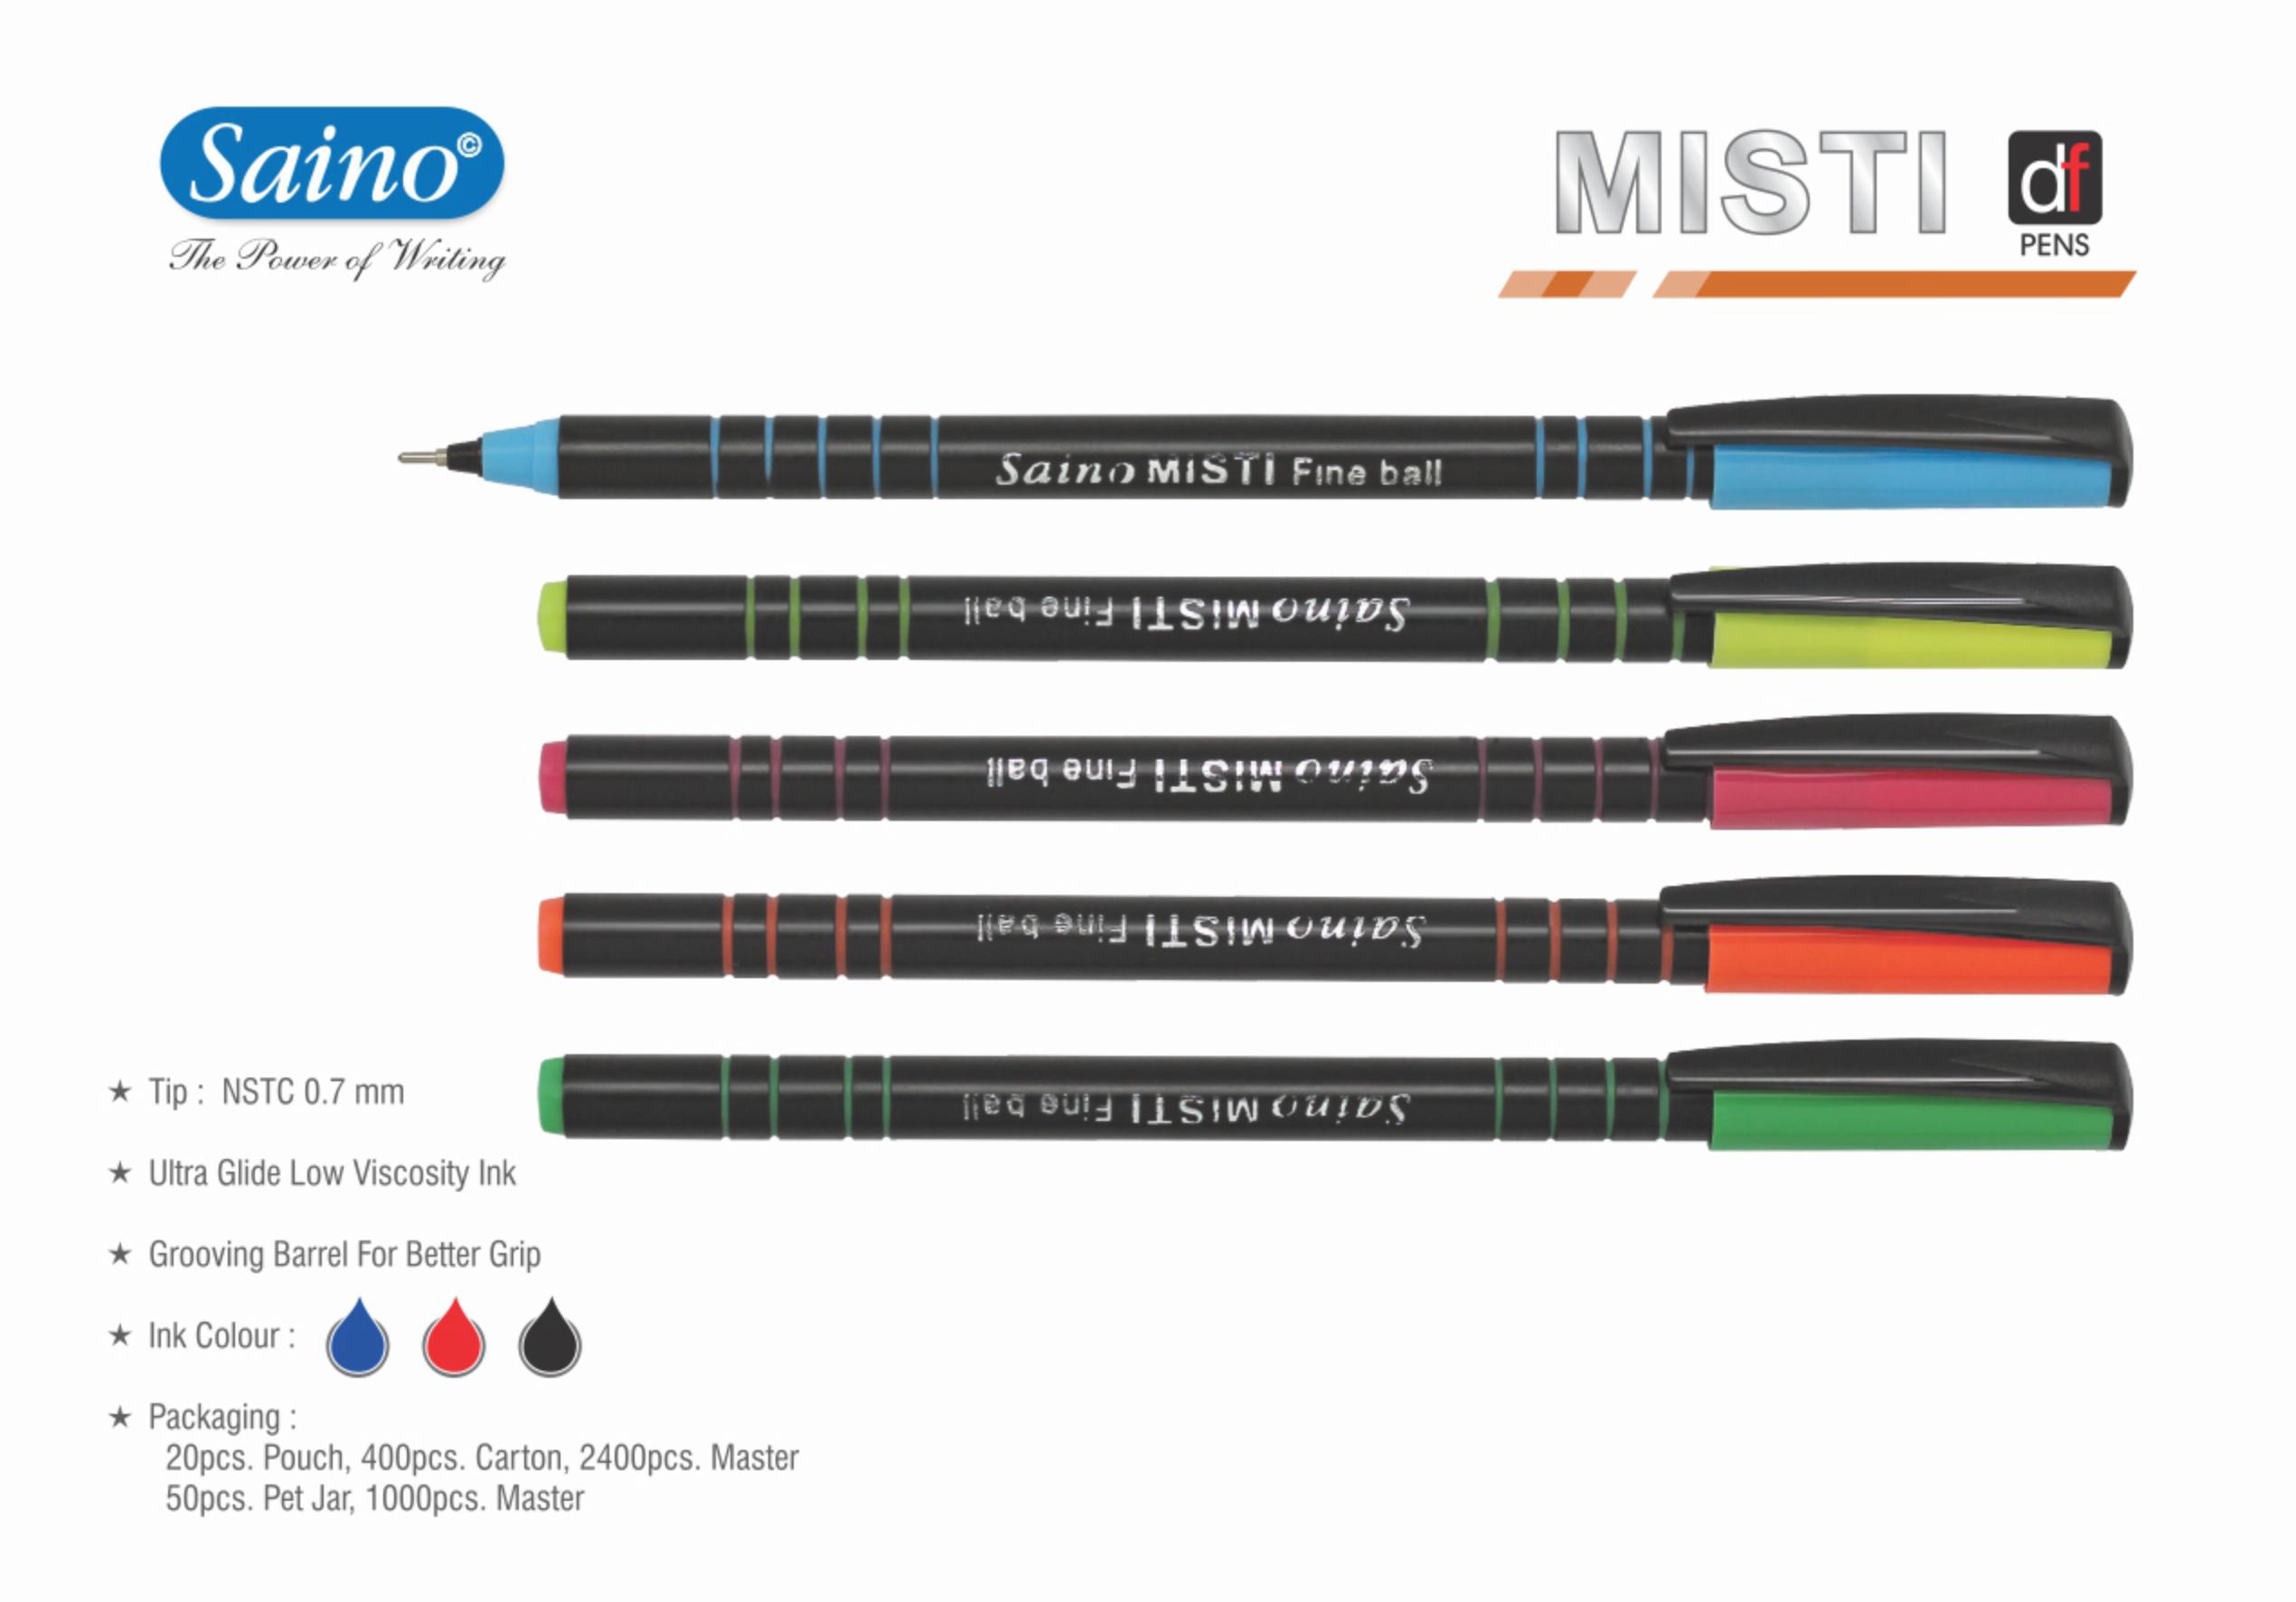 Saino©
The Power of Writing
MISTI
df
PENS
Saino MISTI Fine ball
Saino MISTI Fine ball
Saino MISTI Fine ball
Saino MISTI Fine ball
Saino MISTI Fine ball
★ Tip : NSTC 0.7 mm
★ Ultra Glide Low Viscosity Ink
★ Grooving Barrel For Better Grip
★ Ink Colour :
★ Packaging :
20pcs. Pouch, 400pcs. Carton, 2400pcs. Master
50pcs. Pet Jar, 1000pcs. Master